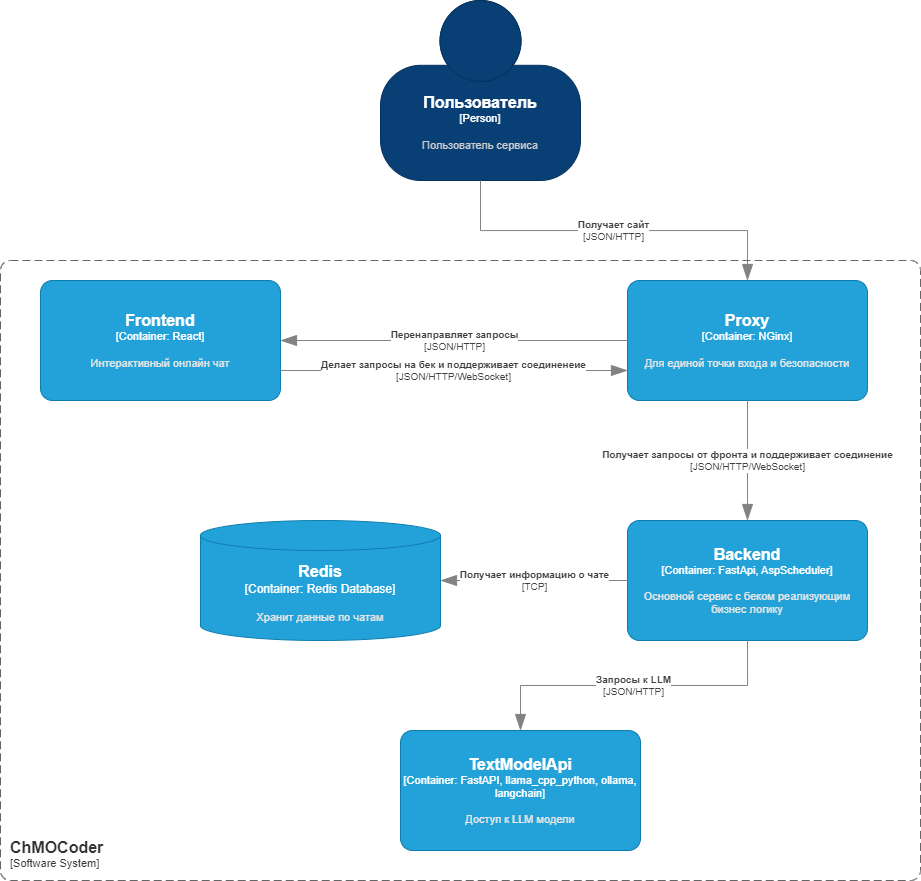 Пользователь
[Person]
Пользователь сервиса
Получает сайт
[JSON/HTTP]
Frontend
[Container: React]
Интерактивный онлайн чат
Перенаправляет запросы
[JSON/HTTP]
Делает запросы на бек и поддерживает соединенеие
[JSON/HTTP/WebSocket]
Proxy
[Container: NGinx]
Для единой точки входа и безопасности
Получает запросы от фронта и поддерживает соединение
[JSON/HTTP/WebSocket]
Redis
[Container: Redis Database]
Хранит данные по чатам
Получает информацию о чате
[TCP]
Backend
[Container: FastApi, AspScheduler]
Основной сервис с беком реализующим
бизнес логику
Запросы к LLM
[JSON/HTTP]
TextModelApi
[Container: FastAPI, llama_cpp_python, ollama,
langchain]
Доступ к LLM модели
ChMOCoder
[Software System]